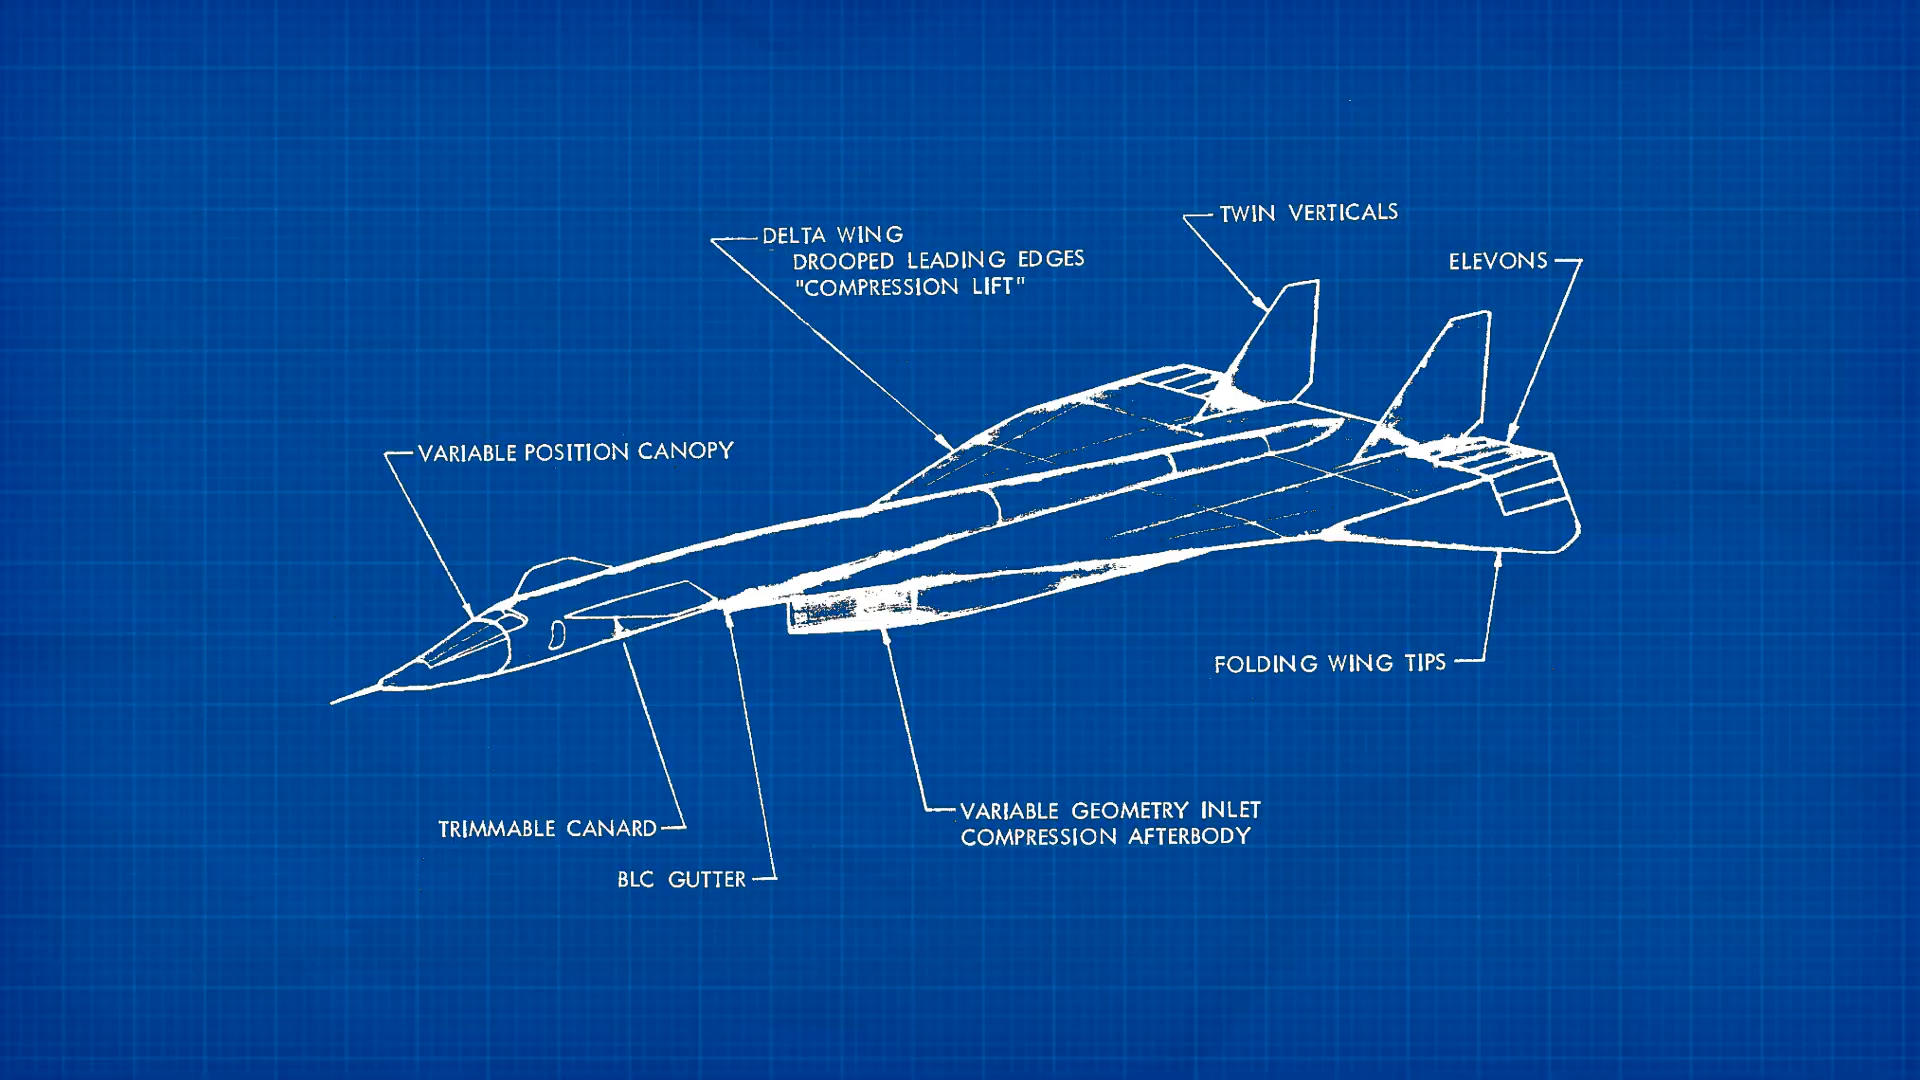 TWIN VERTICALS
DELTA WING
DROOPED LEADING EDGES
"COMPRESSION LIFT"
ELEVONS
VARIABLE POSITION CANOPY
FOLDING WING TIPS
TRIMMABLE CANARD
VARIABLE GEOMETRY INLET
COMPRESSION AFTERBODY
BLC GUTTER